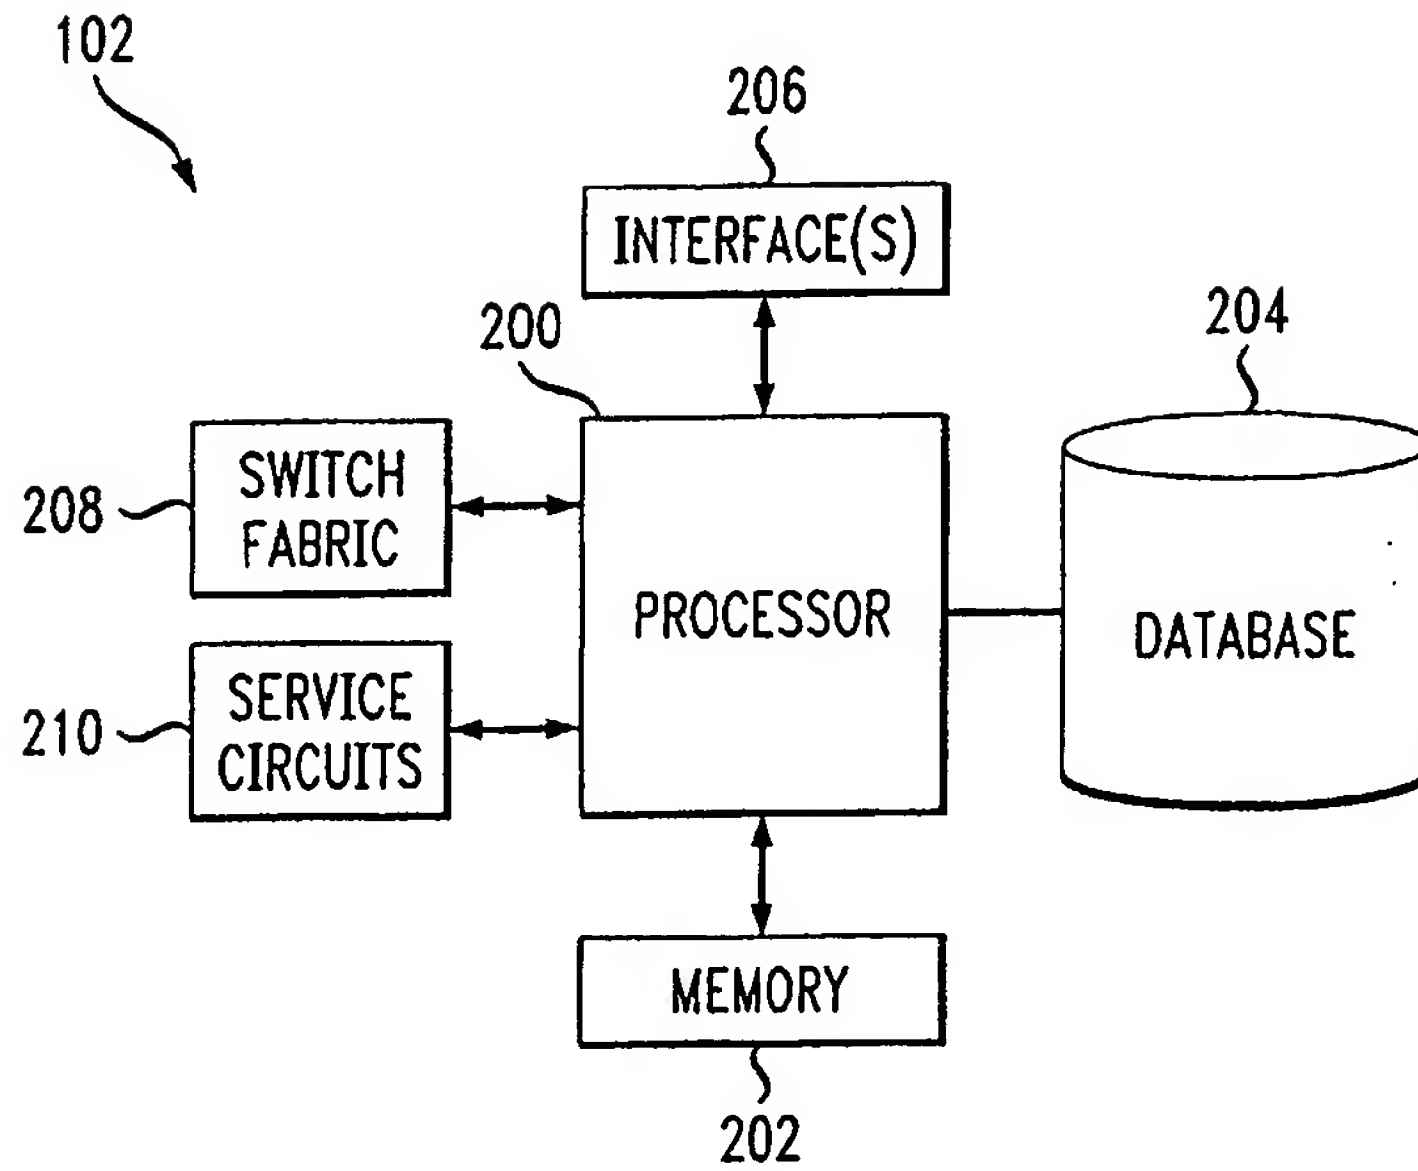 102
206
INTERFACE(S)
200
204
SWITCH
FABRIC
208
PROCESSOR
DATABASE
SERVICE
CIRCUITS
210
MEMORY
202